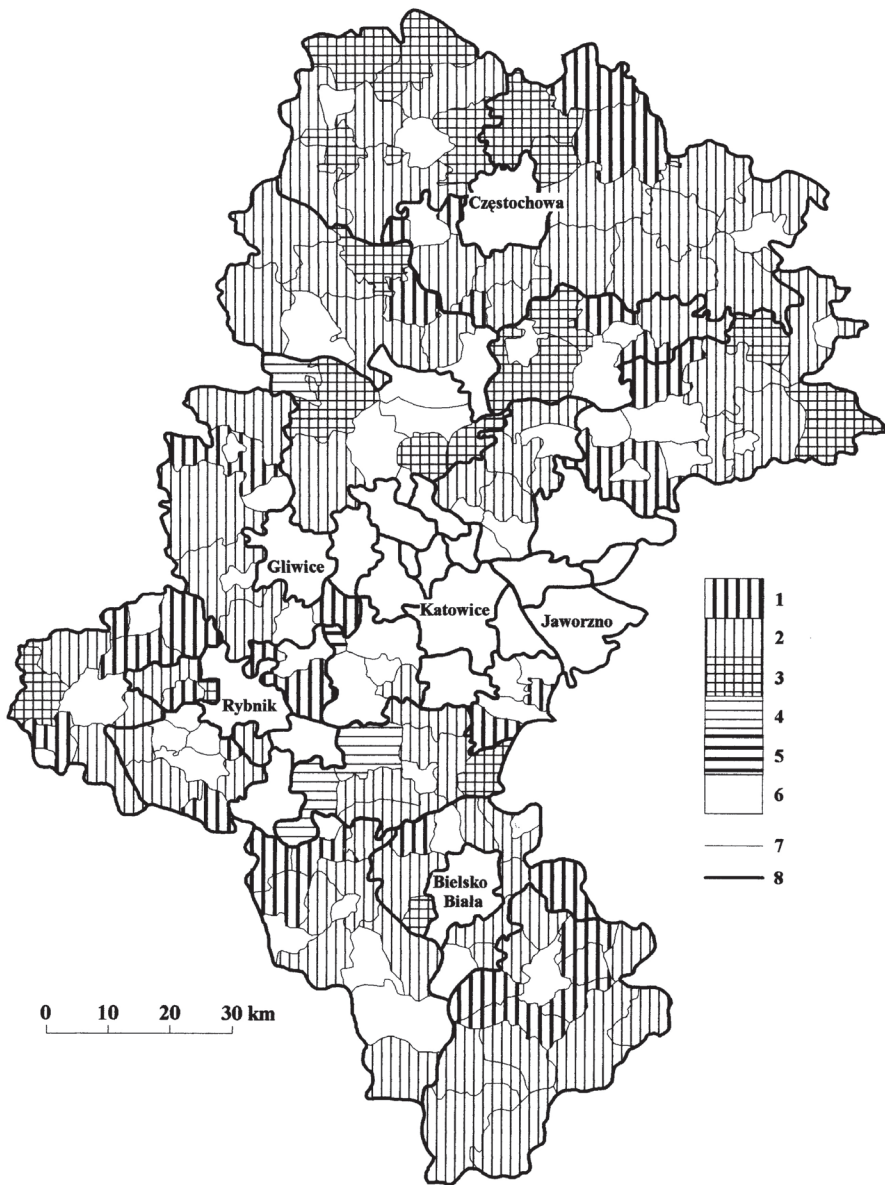 Częstochowa
Gliwice
Katowice
Jaworzno
Rybnik
Bielsko
Biała
1
2
3
4
5
6
7
8
0 10 20 30 km